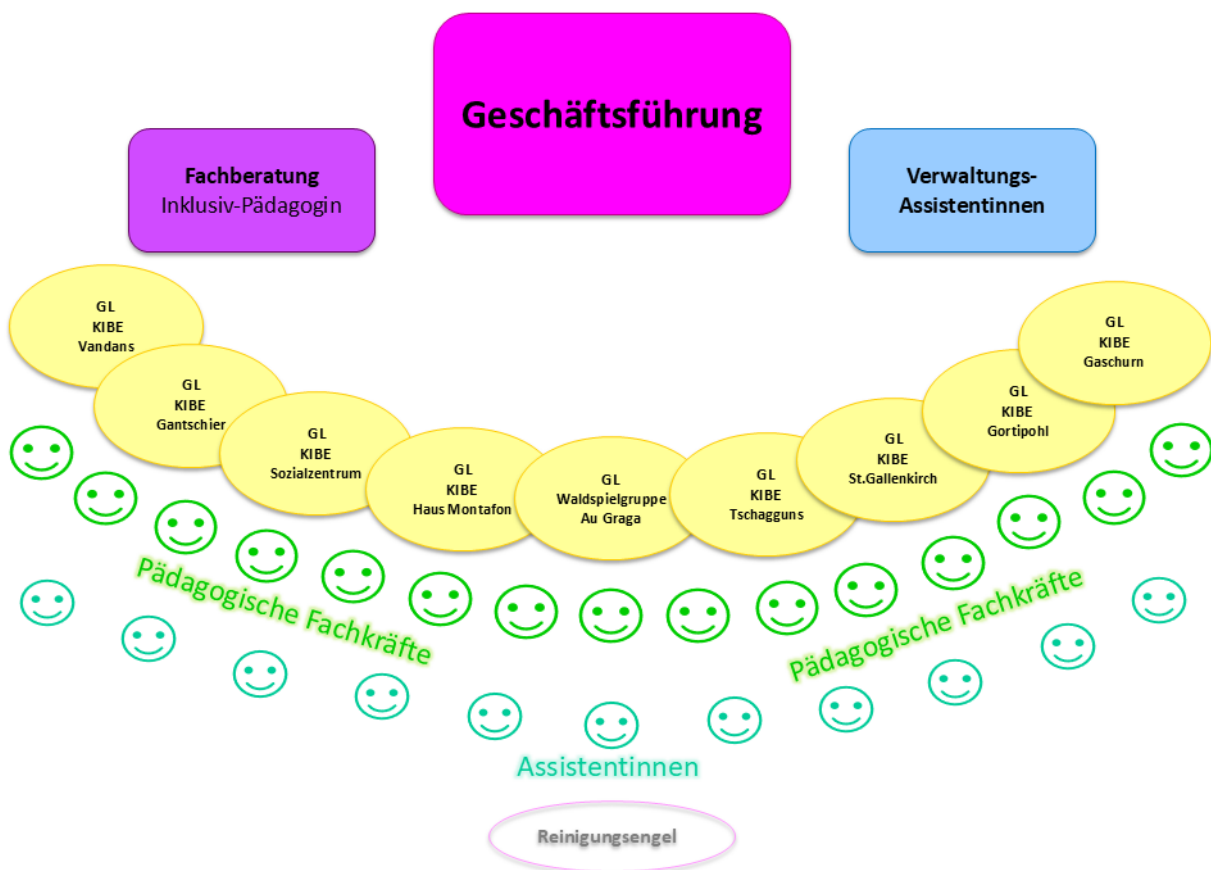 Geschäftsführung
Fachberatung
Inklusiv-Pädagogin
Verwaltungs-
Assistentinnen
GL
KIBE
Vandans
GL
KIBE
Gantschier
GL
KIBE
Sozialzentrum
GL
KIBE
Haus Montafon
GL
Waldspielgruppe
Au Graga
GL
KIBE
Tschagguns
GL
KIBE
St.Gallenkirch
GL
KIBE
Gortipohl
GL
KIBE
Gaschurn
Pädagogische Fachkräfte
Pädagogische Fachkräfte
Assistentinnen
Reinigungsengel